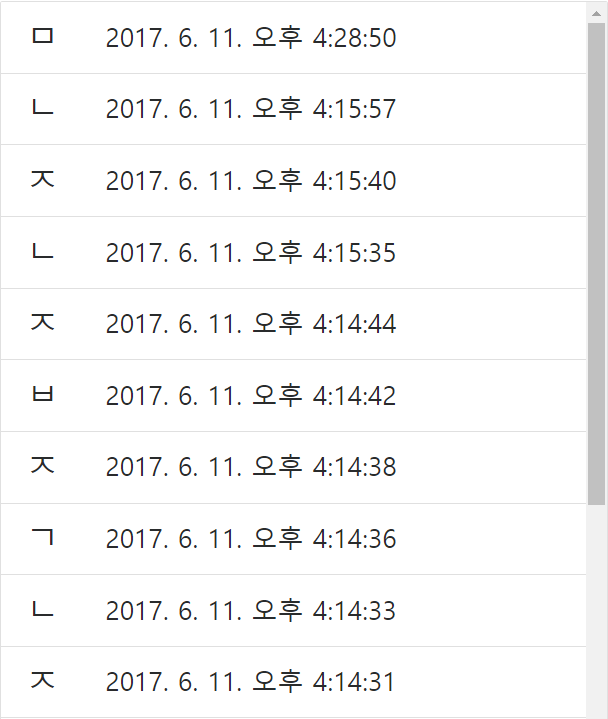 ㅁ 2017. 6. 11. 오후 4:28:50
ㄴ 2017. 6. 11. 오후 4:15:57
ㅈ 2017. 6. 11. 오후 4:15:40
ㄴ 2017. 6. 11. 오후 4:15:35
ㅈ 2017. 6. 11. 오후 4:14:44
ㅂ 2017. 6. 11. 오후 4:14:42
ㅈ 2017. 6. 11. 오후 4:14:38
ㄱ 2017. 6. 11. 오후 4:14:36
ㄴ 2017. 6. 11. 오후 4:14:33
ㅈ 2017. 6. 11. 오후 4:14:31